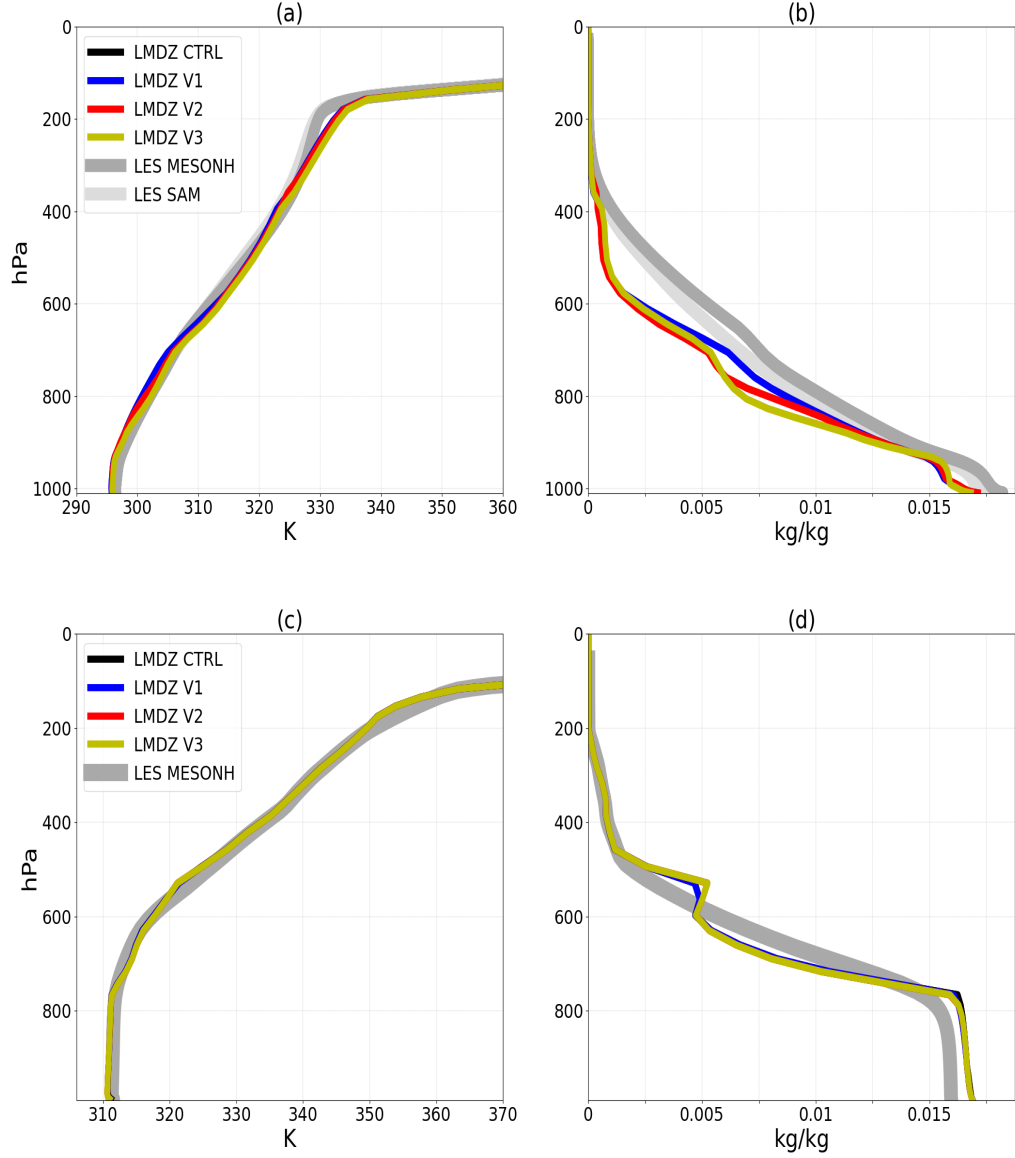 (a)
0
200
400
600
800
1000
hPa
LMDZ CTRL
LMDZ V1
LMDZ V2
LMDZ V3
LES MESONH
LES SAM
290 300 310 320 330 340 350 360
K
(b)
0
200
400
600
800
1000
0 0.005 0.01 0.015
kg/kg
(c)
0
200
400
600
800
hPa
LMDZ CTRL
LMDZ V1
LMDZ V2
LMDZ V3
LES MESONH
310 320 330 340 350 360 370
K
(d)
0
200
400
600
800
0 0.005 0.01 0.015
kg/kg